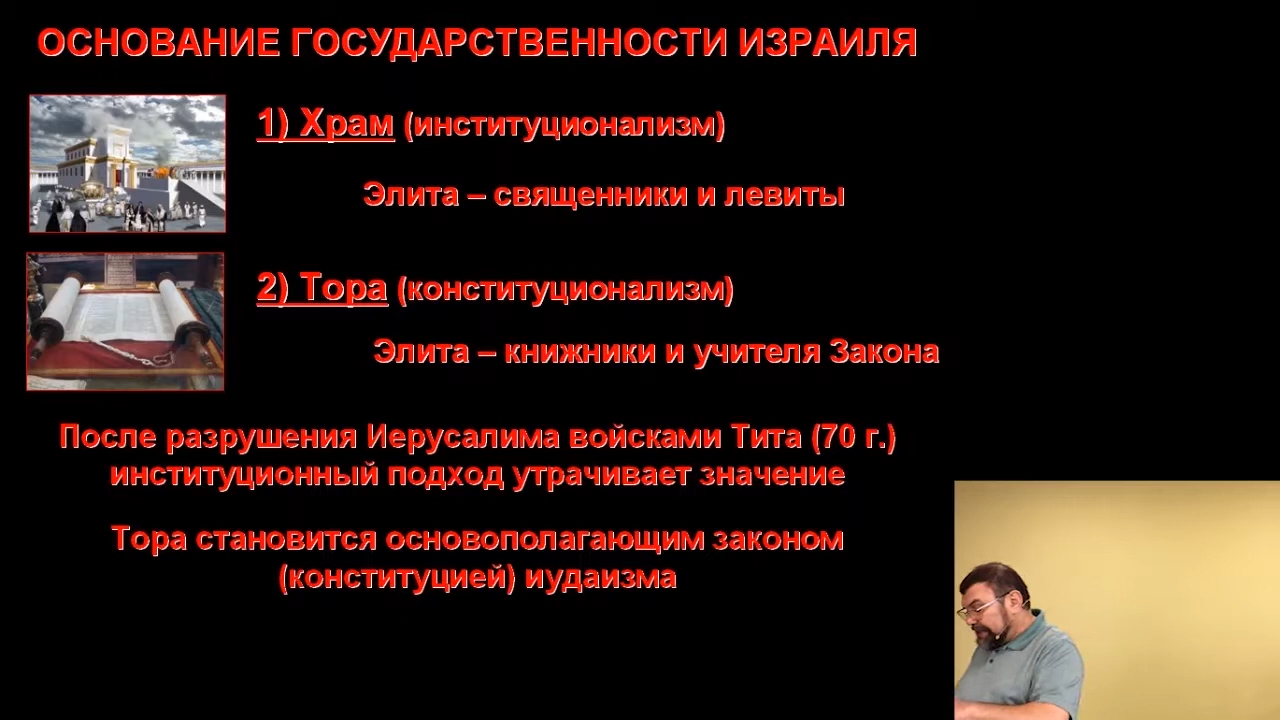 ОСНОВАНИЕ ГОСУДАРСТВЕННОСТИ ИЗРАИЛЯ
1) Храм (институционализм)
Элита – священники и левиты
2) Тора (конституционализм)
Элита – книжники и учителя Закона
После разрушения Иерусалима войсками Тита (70 г.)
институционный подход утрачивает значение
Тора становится основополагающим законом
(конституцией) иудаизма